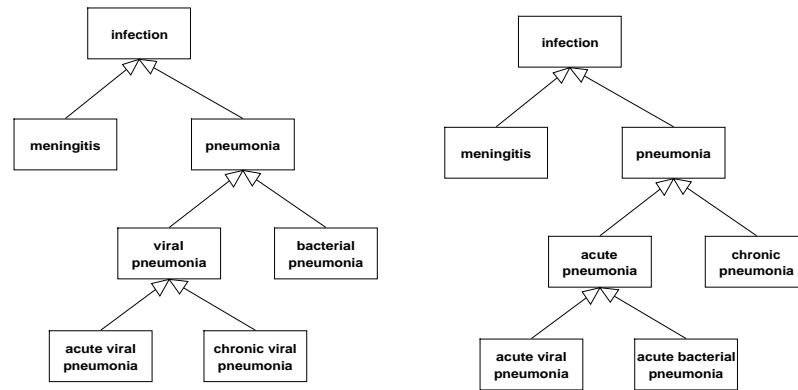 infection
meningitis
pneumonia
viral
pneumonia
bacterial
pneumonia
acute viral
pneumonia
chronic viral
pneumonia
infection
meningitis
pneumonia
acute
pneumonia
chronic
pneumonia
acute viral
pneumonia
acute bacterial
pneumonia